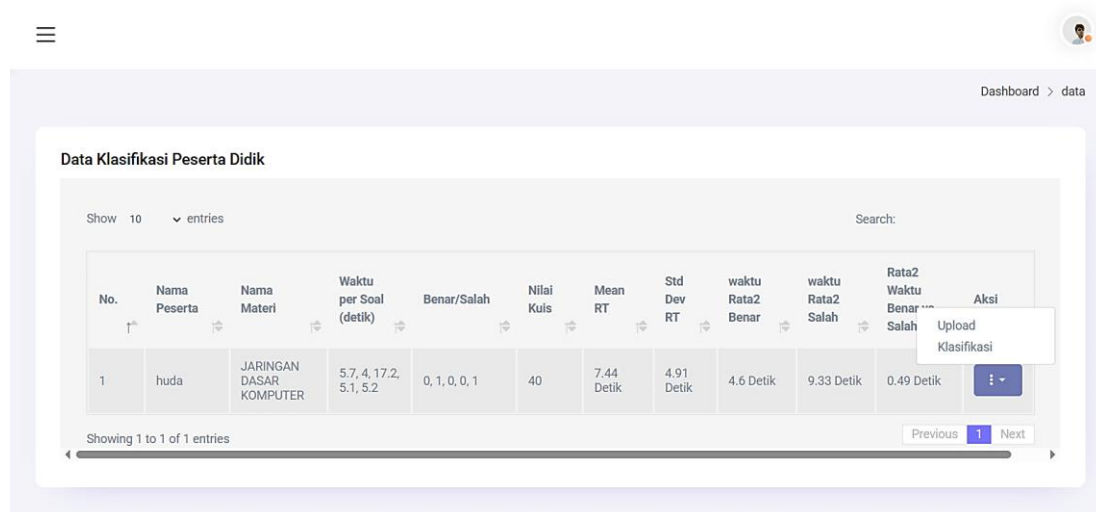 Dashboard > data
Data Klasifikasi Peserta Didik
Show 10 entries
Search:
No.
Nama
Peserta
Nama
Materi
Waktu
per Soal
(detik)
Benar/Salah
Nilai
Kuis
Mean
RT
Std
Dev
RT
waktu
Rata2
Benar
waktu
Rata2
Salah
Rata2
Waktu
Benar vs
Salah
Aksi
Upload
Klasifikasi
1
huda
JARINGAN
DASAR
KOMPUTER
5.7, 4, 17.2,
5.1, 5.2
0, 1, 0, 0, 1
40
7.44
Detik
4.91
Detik
4.6 Detik
9.33 Detik
0.49 Detik
Showing 1 to 1 of 1 entries
Previous 1 Next